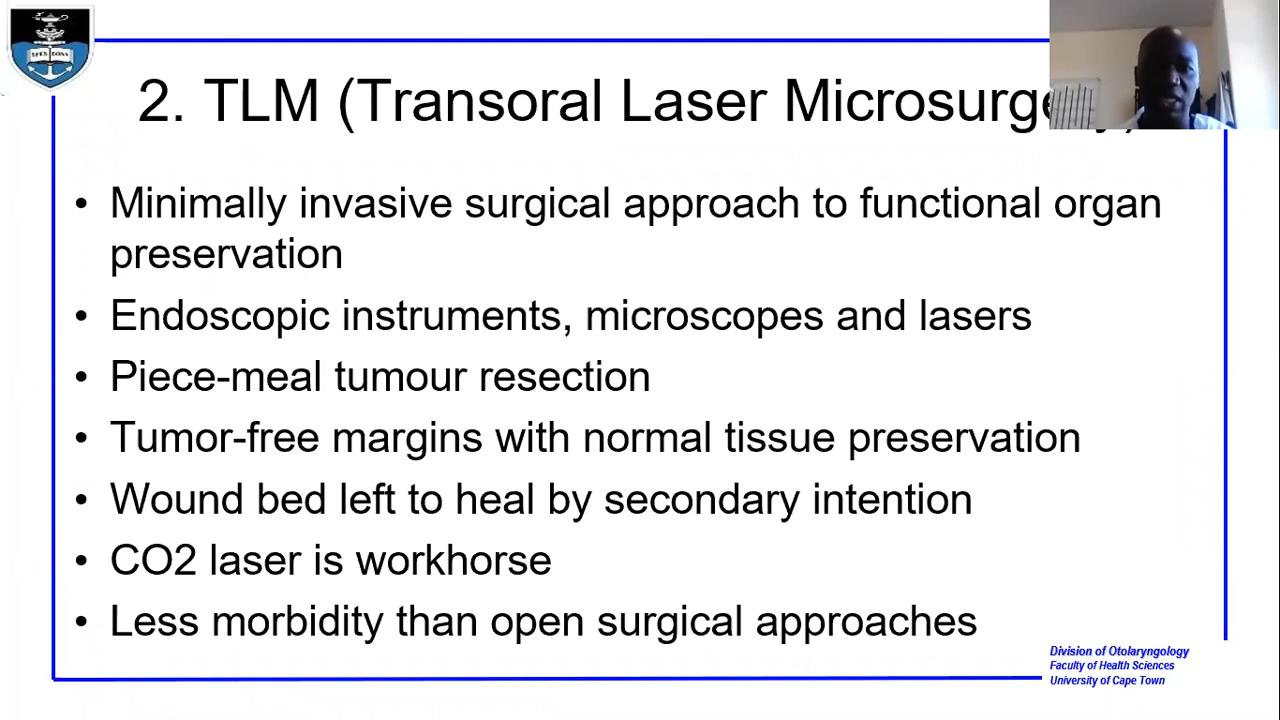 2. TLM (Transoral Laser Microsurge
• Minimally invasive surgical approach to functional organ
preservation
• Endoscopic instruments, microscopes and lasers
• Piece-meal tumour resection
• Tumor-free margins with normal tissue preservation
• Wound bed left to heal by secondary intention
• CO2 laser is workhorse
• Less morbidity than open surgical approaches
Division of Otolaryngology
Faculty of Health Sciences
University of Cape Town
SPES BONA